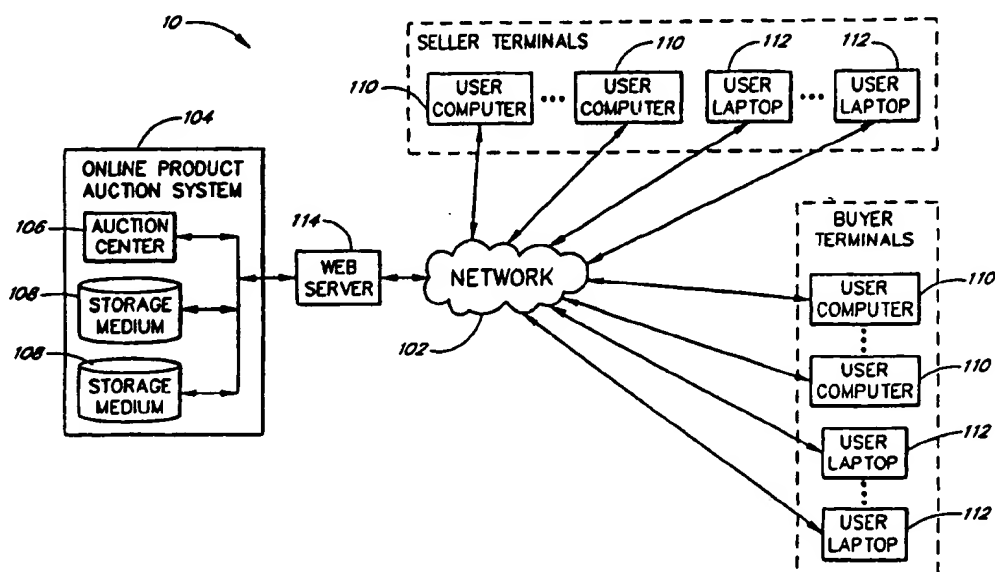 10
SELLER TERMINALS
110
112
112
110
USER
COMPUTER
USER
COMPUTER
USER
LAPTOP
USER
LAPTOP
104
ONLINE PRODUCT
AUCTION SYSTEM
106
AUCTION
CENTER
108
STORAGE
MEDIUM
108
STORAGE
MEDIUM
114
WEB
SERVER
NETWORK
102
BUYER
TERMINALS
110
USER
COMPUTER
110
USER
COMPUTER
112
USER
LAPTOP
112
USER
LAPTOP